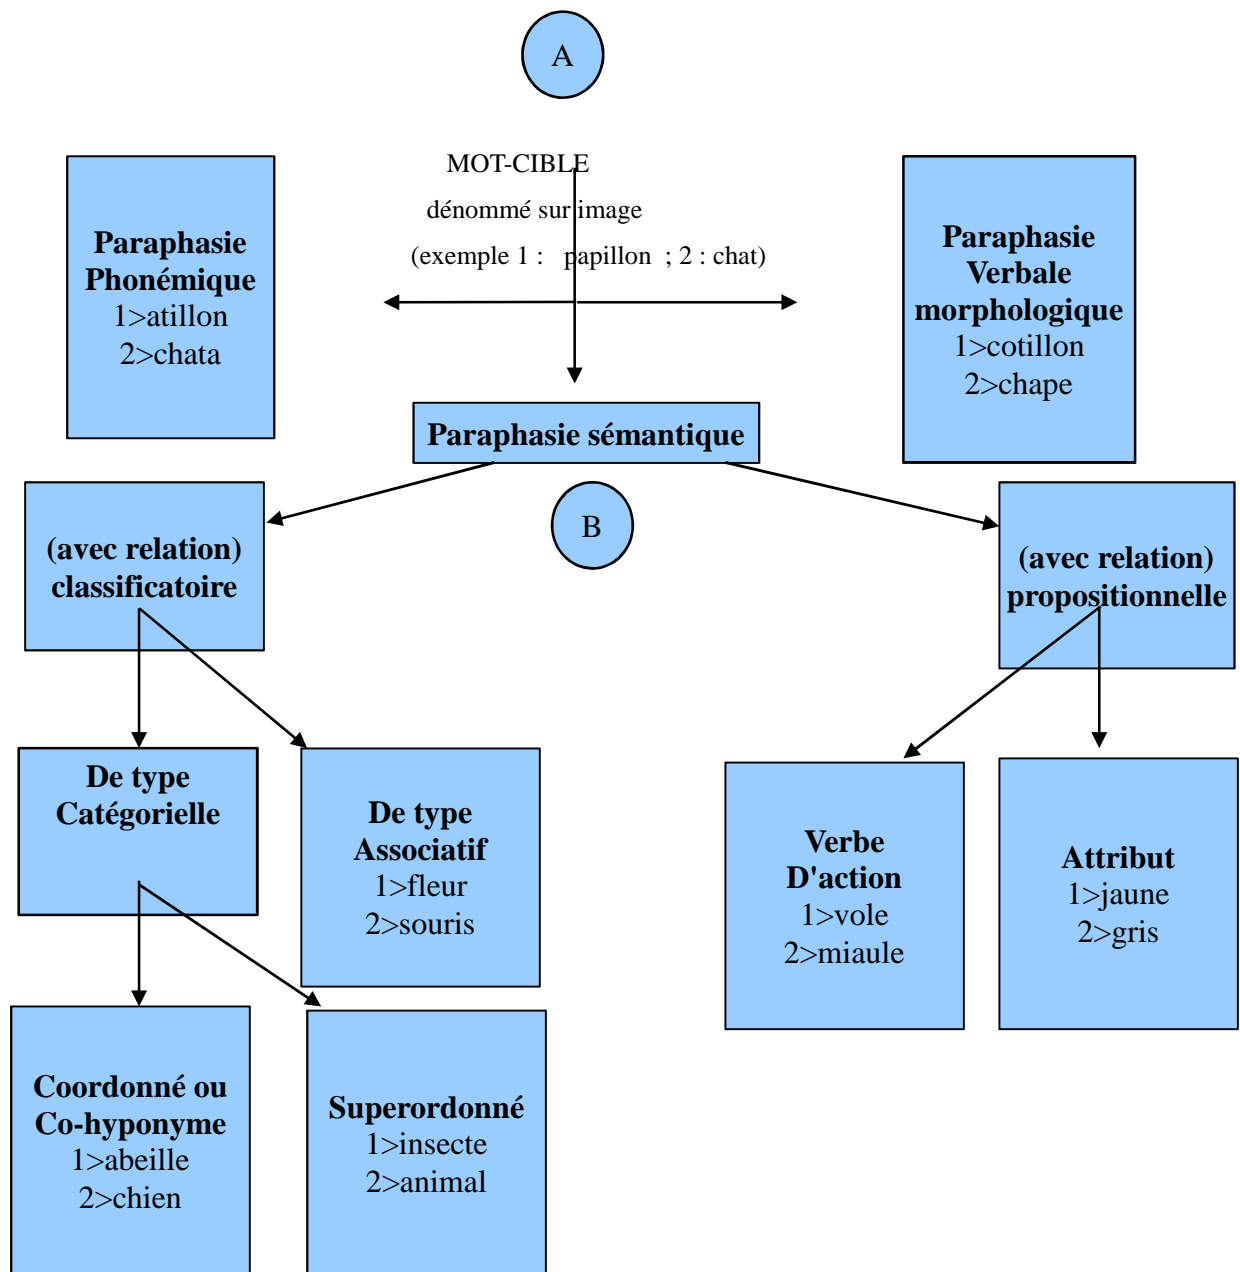 A
MOT-CIBLE
dénommé sur image
(exemple 1 : papillon ; 2 : chat)
Paraphasie
Phonémique
1>atillon
2>chata
Paraphasie
Verbale
morphologique
1>cotillon
2>chape
Paraphasie sémantique
B
(avec relation)
classificatoire
(avec relation)
propositionnelle
De type
Catégorielle
De type
Associatif
1>fleur
2>souris
Verbe
D'action
1>vole
2>miaule
Attribut
1>jaune
2>gris
Coordonné ou
Co-hyponyme
1>abeille
2>chien
Superordonné
1>insecte
2>animal